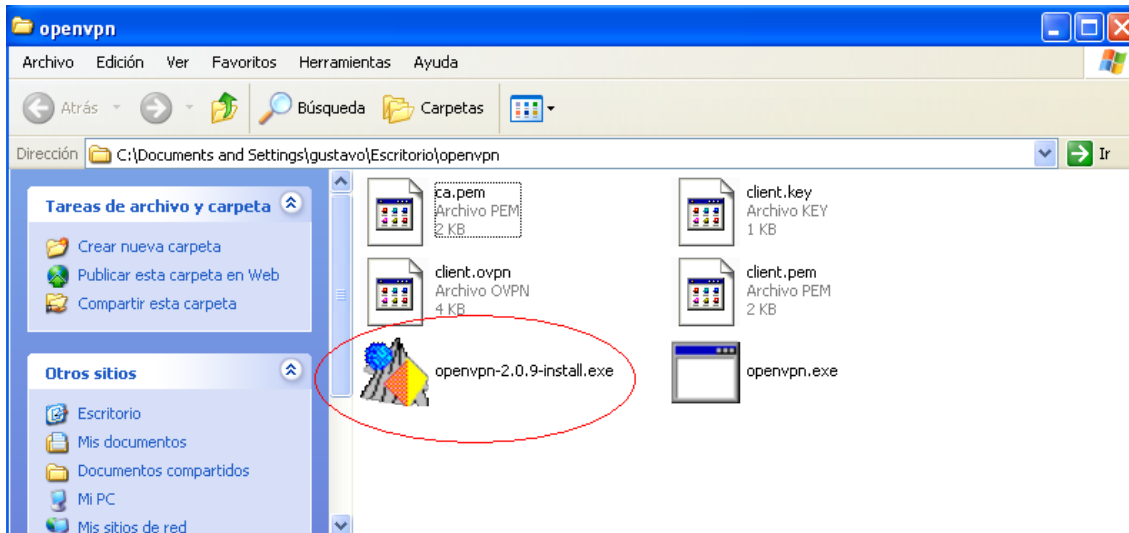 openvpn
Archivo Edición Ver Favoritos Herramientas Ayuda
Atrás Búsqueda Carpetas
Dirección C:\Documents and Settings\gustavo\Escritorio\openvpn Ir
Tareas de archivo y carpeta
Crear nueva carpeta
Publicar esta carpeta en Web
Compartir esta carpeta
Otros sitios
Escritorio
Mis documentos
Documentos compartidos
Mi PC
Mis sitios de red
ca.pem
Archivo PEM
2 KB
client.key
Archivo KEY
1 KB
client.ovpn
Archivo OVPN
4 KB
client.pem
Archivo PEM
2 KB
openvpn-2.0.9-install.exe
openvpn.exe